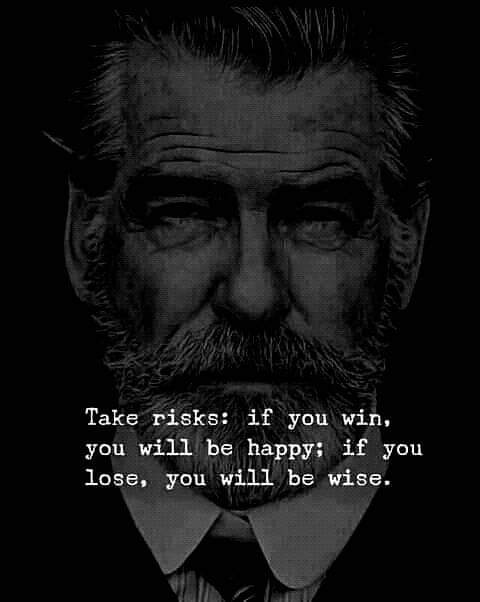 Take risks: if you win,
you will be happy; if you
lose, you will be wise.